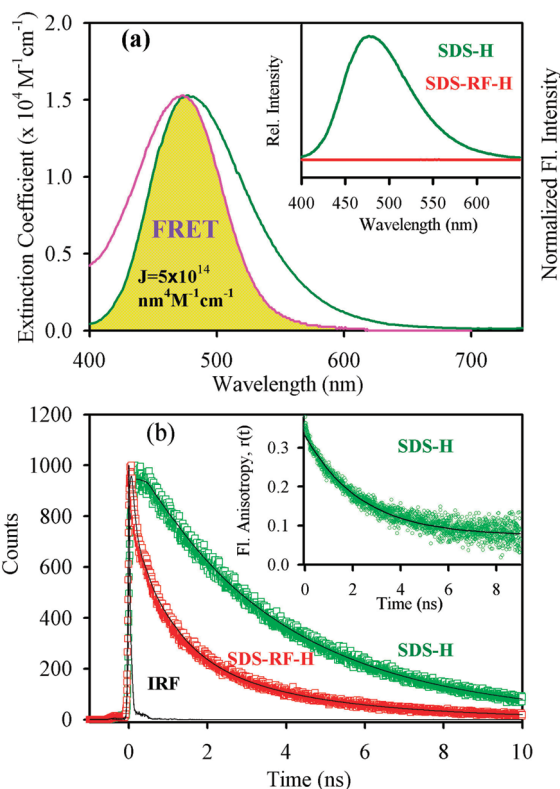 (a)
Extinction Coefficient (x 10⁴ M⁻¹cm⁻¹)
2.0
1.5
1.0
0.5
0.0
FRET
J=5x10¹⁴
nm⁴M⁻¹cm⁻¹
400 500 600 700
Wavelength (nm)
Normalized Fl. Intensity
Rel. Intensity
SDS-H
SDS-RF-H
400 450 500 550 600
Wavelength (nm)
(b)
Counts
1200
1000
800
600
400
200
0
IRF
SDS-RF-H
SDS-H
0 2 4 6 8 10
Time (ns)
Fl. Anisotropy, r(t)
0.3
0.2
0.1
0.0
SDS-H
0 2 4 6 8
Time (ns)